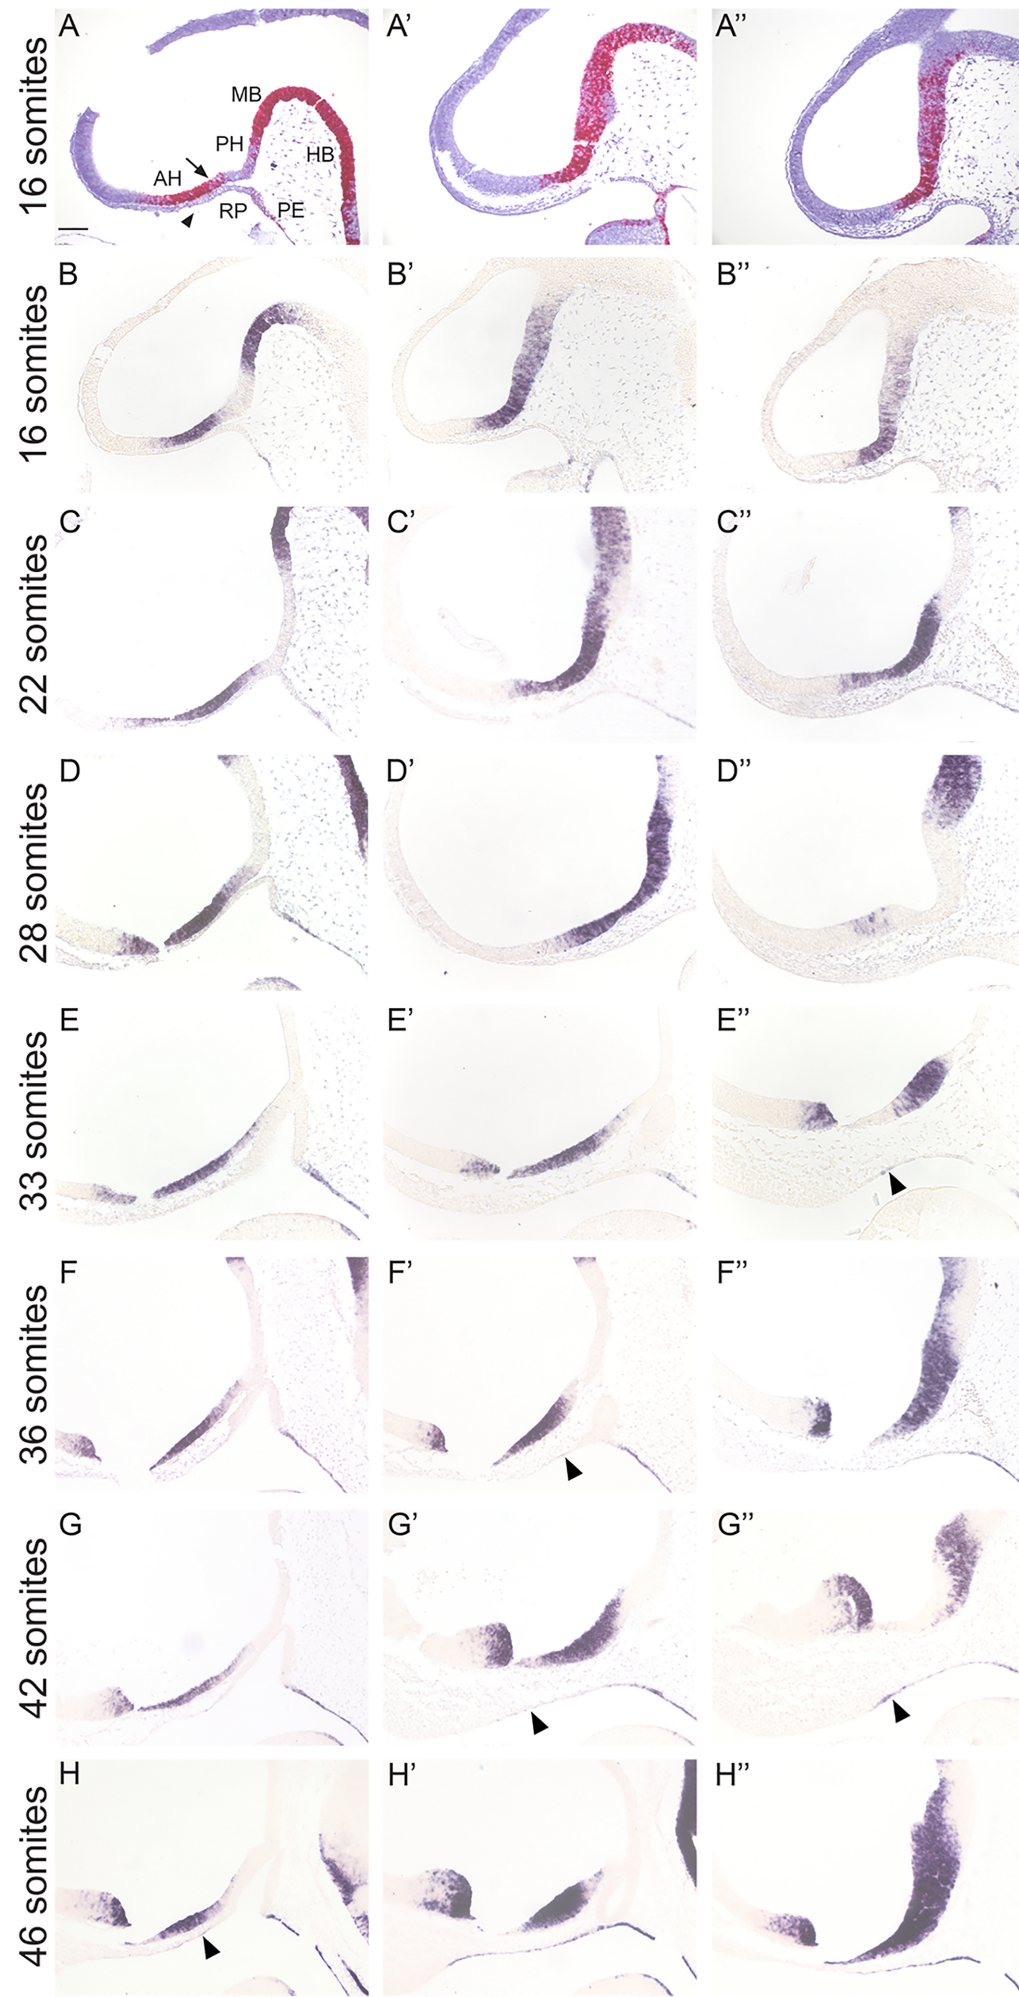 16 somites
A
A’
A’’
MB
PH
HB
AH
RP
PE
16 somites
B
B’
B’’
22 somites
C
C’
C’’
28 somites
D
D’
D’’
33 somites
E
E’
E’’
36 somites
F
F’
F’’
42 somites
G
G’
G’’
46 somites
H
H’
H’’